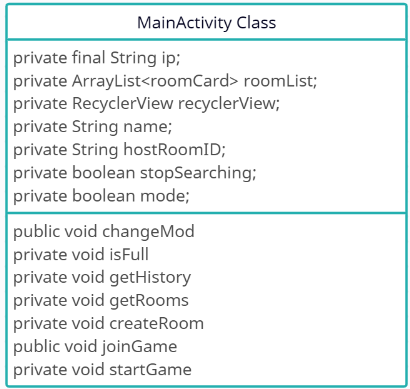 MainActivity Class
private final String ip;
private ArrayList<roomCard> roomList;
private RecyclerView recyclerView;
private String name;
private String hostRoomID;
private boolean stopSearching;
private boolean mode;
public void changeMod
private void isFull
private void getHistory
private void getRooms
private void createRoom
public void joinGame
private void startGame